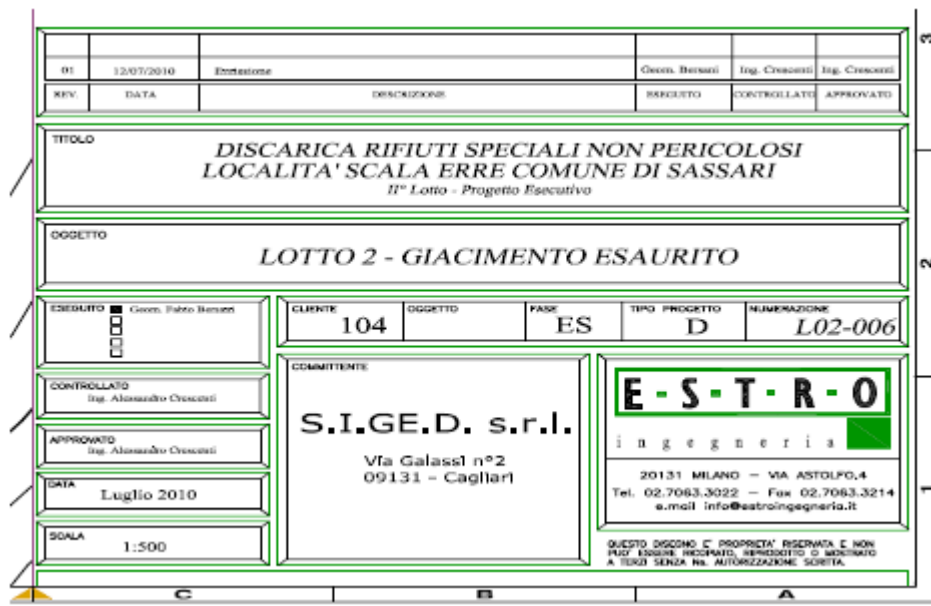 01 12/07/2010 Emissione Geom. Bersani Ing. Crescenti Ing. Crescenti
REV. DATA DESCRIZIONE ESEGUITO CONTROLLATO APPROVATO
TITOLO
DISCARICA RIFIUTI SPECIALI NON PERICOLOSI
LOCALITA' SCALA ERRE COMUNE DI SASSARI
II° Lotto - Progetto Esecutivo
OGGETTO
LOTTO 2 - GIACIMENTO ESAURITO
ESEGUITO Geom. Fabio Bersani
CLIENTE 104 OGGETTO FASE ES TIPO PROGETTO D NUMERAZIONE L02-006
CONTROLLATO
Ing. Alessandro Crescenti
APPROVATO
Ing. Alessandro Crescenti
DATA
Luglio 2010
SCALA
1:500
COMMITTENTE
S.I.GE.D. s.r.l.
Via Galassi n°2
09131 - Cagliari
E-S-T-R-O
ingegneria
20131 MILANO - VIA ASTOLFO,4
Tel. 02.7063.3022 - Fax 02.7063.3214
e.mail info@estroingegneria.it
QUESTO DISEGNO E' PROPRIETA' RISERVATA E NON
PUO' ESSERE RICOPIATO, RIPRODOTTO O MOSTRATO
A TERZI SENZA Ns. AUTORIZZAZIONE SCRITTA.
3
2
1
C B A